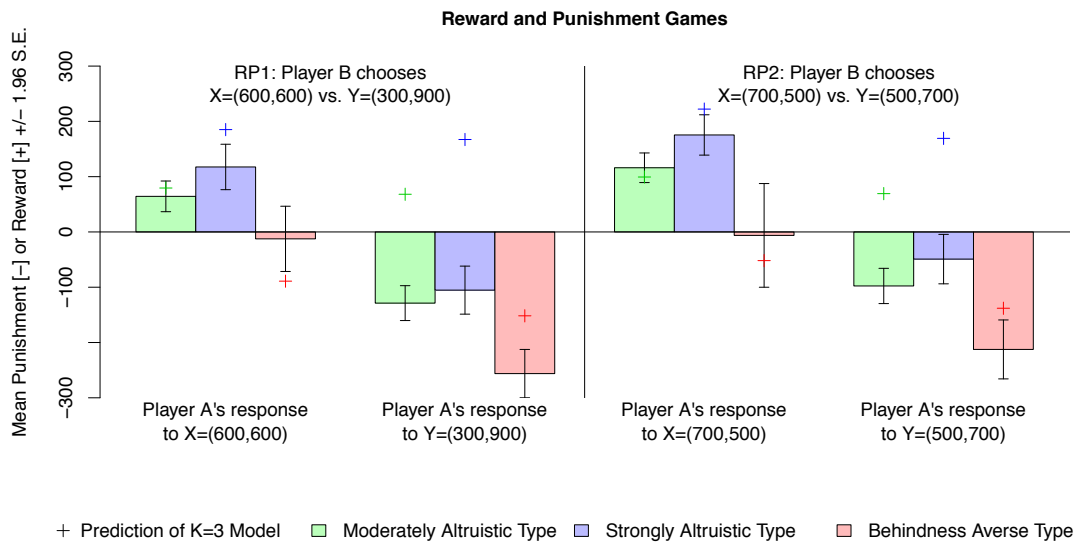 Reward and Punishment Games
Mean Punishment [−] or Reward [+] +/− 1.96 S.E.
300
200
100
0
−100
−300
RP1: Player B chooses
X=(600,600) vs. Y=(300,900)
RP2: Player B chooses
X=(700,500) vs. Y=(500,700)
Player A's response
to X=(600,600)
Player A's response
to Y=(300,900)
Player A's response
to X=(700,500)
Player A's response
to Y=(500,700)
+ Prediction of K=3 Model
Moderately Altruistic Type
Strongly Altruistic Type
Behindness Averse Type